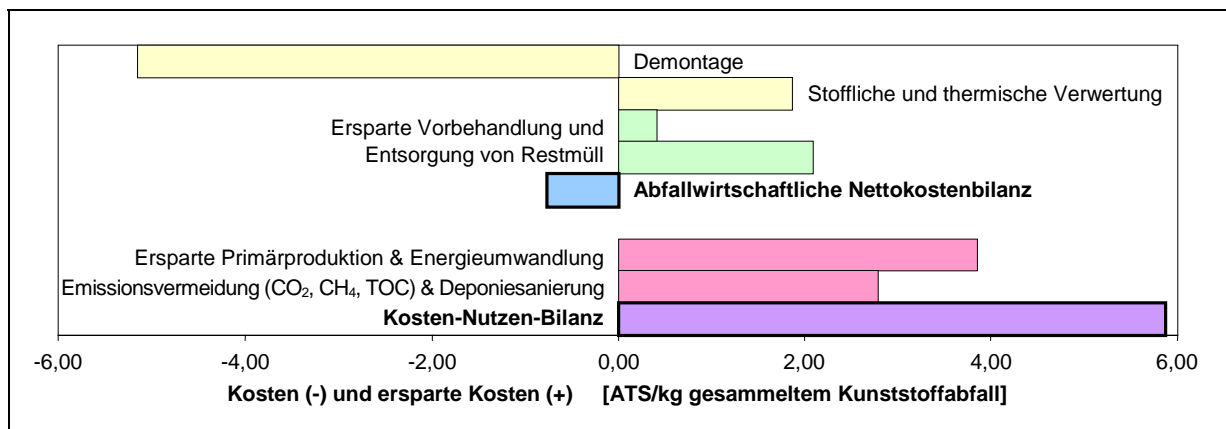 Demontage
Stoffliche und thermische Verwertung
Ersparte Vorbehandlung und
Entsorgung von Restmüll
Abfallwirtschaftliche Nettokostenbilanz
Ersparte Primärproduktion & Energieumwandlung
Emissionsvermeidung (CO₂, CH₄, TOC) & Deponiesanierung
Kosten-Nutzen-Bilanz
-6,00 -4,00 -2,00 0,00 2,00 4,00 6,00
Kosten (-) und ersparte Kosten (+) [ATS/kg gesammeltem Kunststoffabfall]